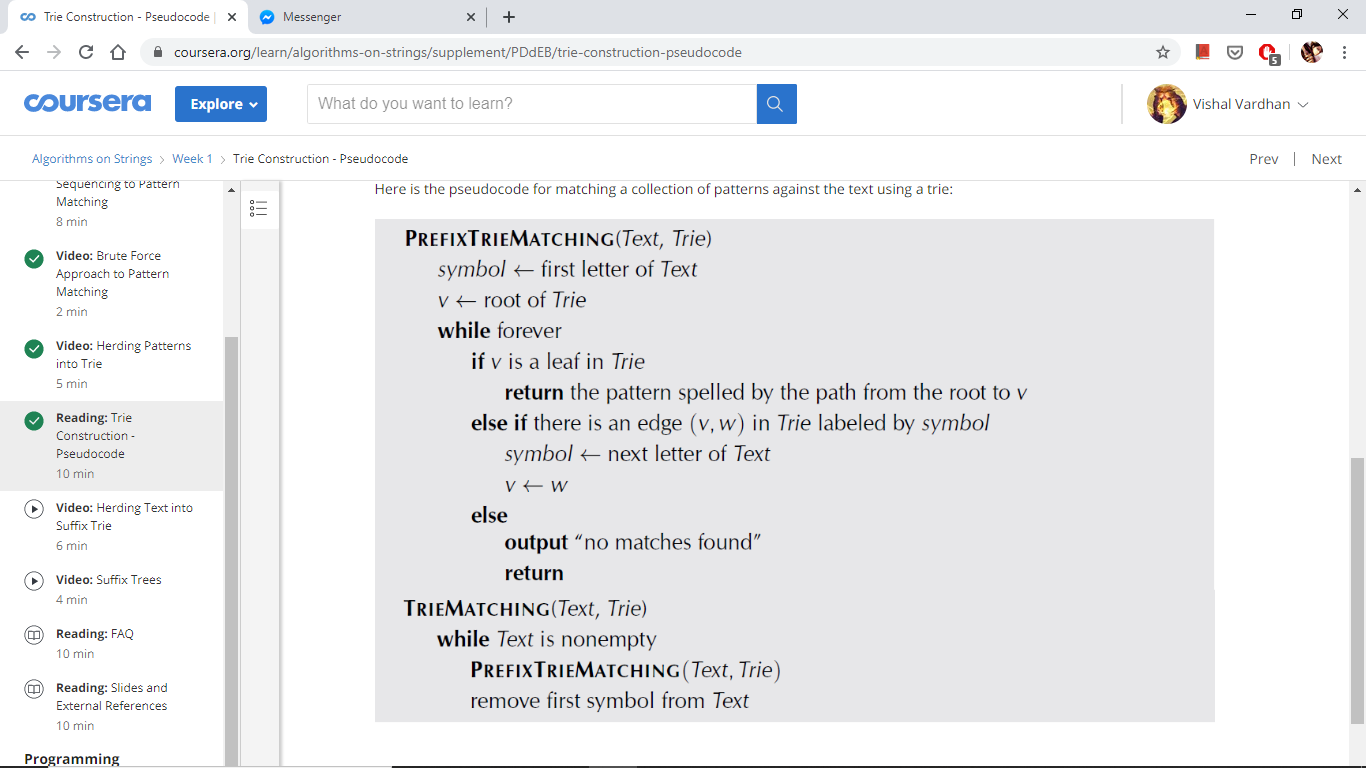 Trie Construction - Pseudocode |
Messenger
coursera.org/learn/algorithms-on-strings/supplement/PDdEB/trie-construction-pseudocode
5
coursera
Explore
What do you want to learn?
Vishal Vardhan
Algorithms on Strings
Week 1
Trie Construction - Pseudocode
Prev | Next
Sequencing to Pattern
Matching
8 min
Video: Brute Force
Approach to Pattern
Matching
2 min
Video: Herding Patterns
into Trie
5 min
Reading: Trie
Construction -
Pseudocode
10 min
Video: Herding Text into
Suffix Trie
6 min
Video: Suffix Trees
4 min
Reading: FAQ
10 min
Reading: Slides and
External References
10 min
Programming
Here is the pseudocode for matching a collection of patterns against the text using a trie:
PREFIXTRIEMATCHING(Text, Trie)
symbol ← first letter of Text
v ← root of Trie
while forever
if v is a leaf in Trie
return the pattern spelled by the path from the root to v
else if there is an edge (v, w) in Trie labeled by symbol
symbol ← next letter of Text
v ← w
else
output “no matches found”
return
TRIEMATCHING(Text, Trie)
while Text is nonempty
PREFIXTRIEMATCHING(Text, Trie)
remove first symbol from Text